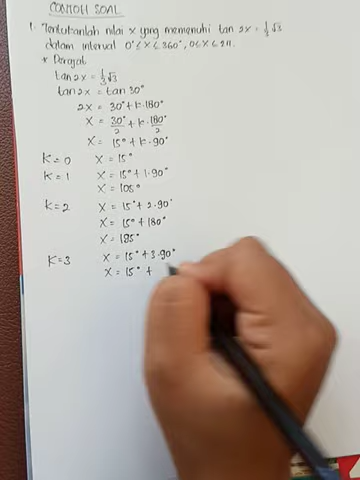 CONTOH SOAL
1. Tentukanlah nilai x yang memenuhi tan 2x = 1/3 √3
dalam interval 0° ≤ x ≤ 360°, 0 ≤ x ≤ 2π.
* Derajat
tan 2x = 1/3 √3
tan 2x = tan 30°
2x = 30° + k . 180°
x = 30°/2 + k . 180°/2
x = 15° + k . 90°
k = 0 x = 15°
k = 1 x = 15° + 1 . 90°
x = 105°
k = 2 x = 15° + 2 . 90°
x = 15° + 180°
x = 195°
k = 3 x = 15° + 3 . 90°
x = 15° +